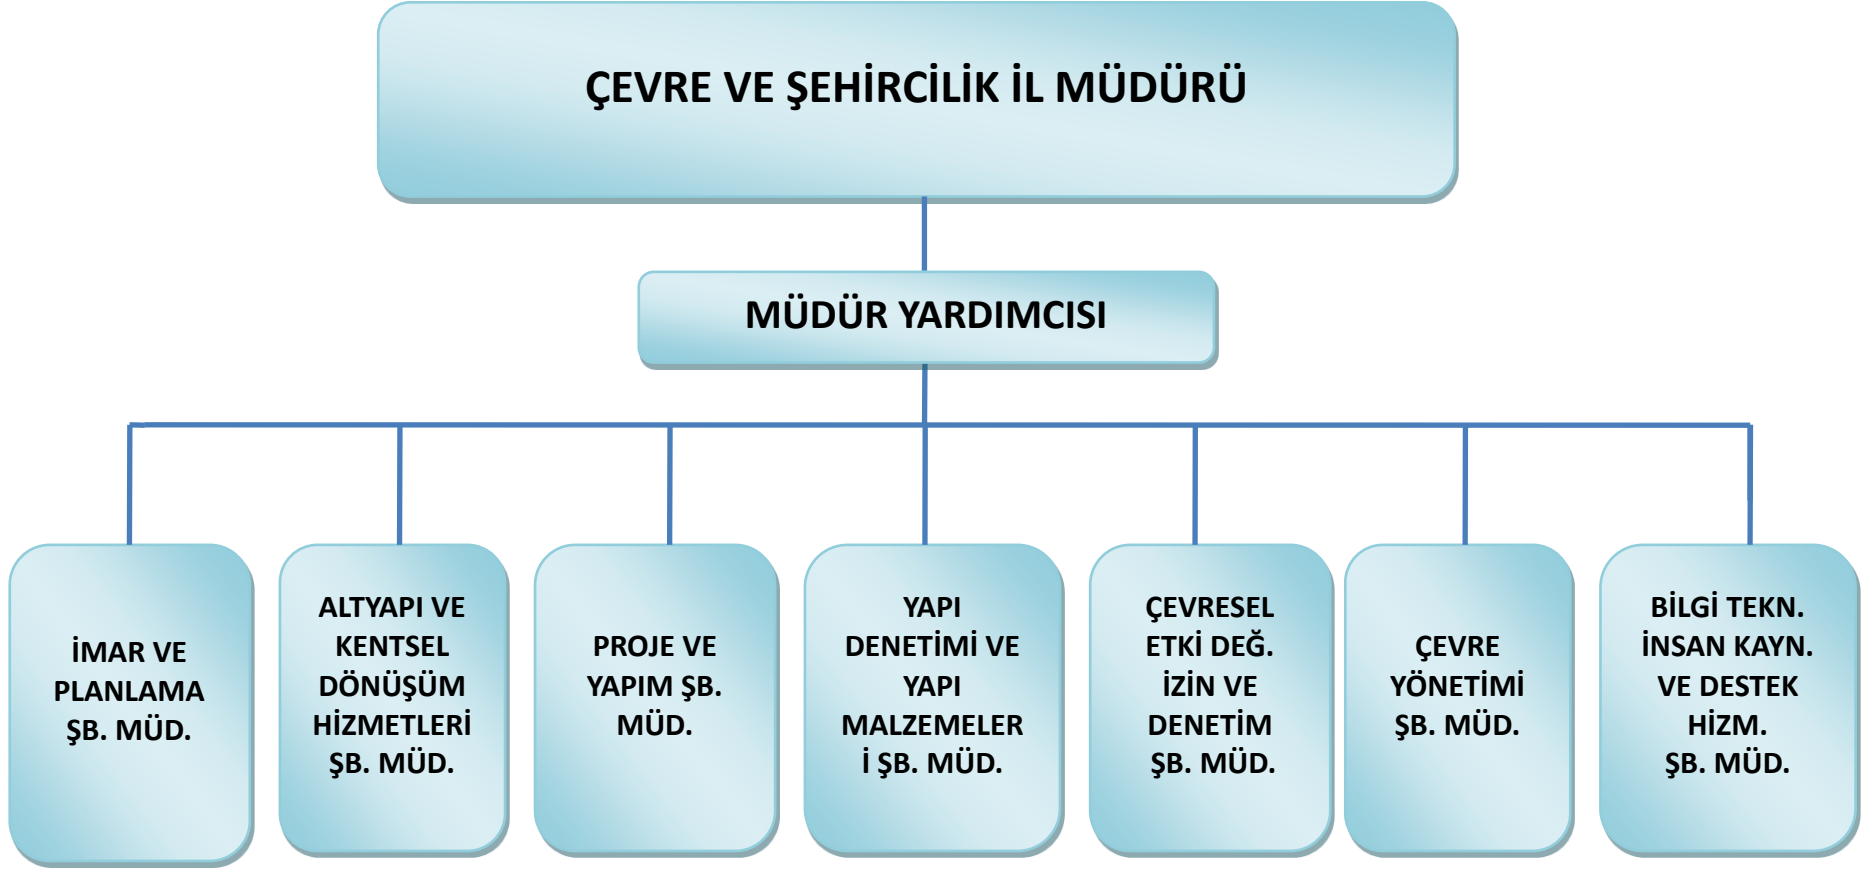 ÇEVRE VE ŞEHİRCİLİK İL MÜDÜRÜ
MÜDÜR YARDIMCISI
İMAR VE
PLANLAMA
ŞB. MÜD.
ALTYAPI VE
KENTSEL
DÖNÜŞÜM
HİZMETLERİ
ŞB. MÜD.
PROJE VE
YAPIM ŞB.
MÜD.
YAPI
DENETİMİ VE
YAPI
MALZEMELER
İ ŞB. MÜD.
ÇEVRESEL
ETKİ DEĞ.
İZİN VE
DENETİM
ŞB. MÜD.
ÇEVRE
YÖNETİMİ
ŞB. MÜD.
BİLGİ TEKN.
İNSAN KAYN.
VE DESTEK
HİZM.
ŞB. MÜD.